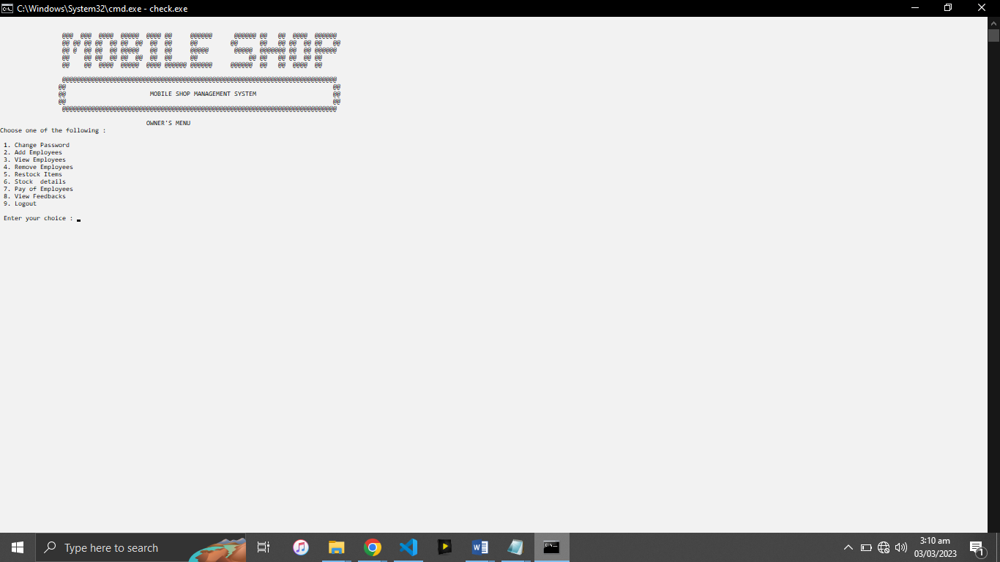 C:\Windows\System32\cmd.exe - check.exe
MOBILE SHOP
MOBILE SHOP MANAGEMENT SYSTEM
OWNER'S MENU
Choose one of the following :
1. Change Password
2. Add Employees
3. View Employees
4. Remove Employees
5. Restock Items
6. Stock  details
7. Pay of Employees
8. View Feedbacks
9. Logout
Enter your choice :
Type here to search
3:10 am
03/03/2023
1